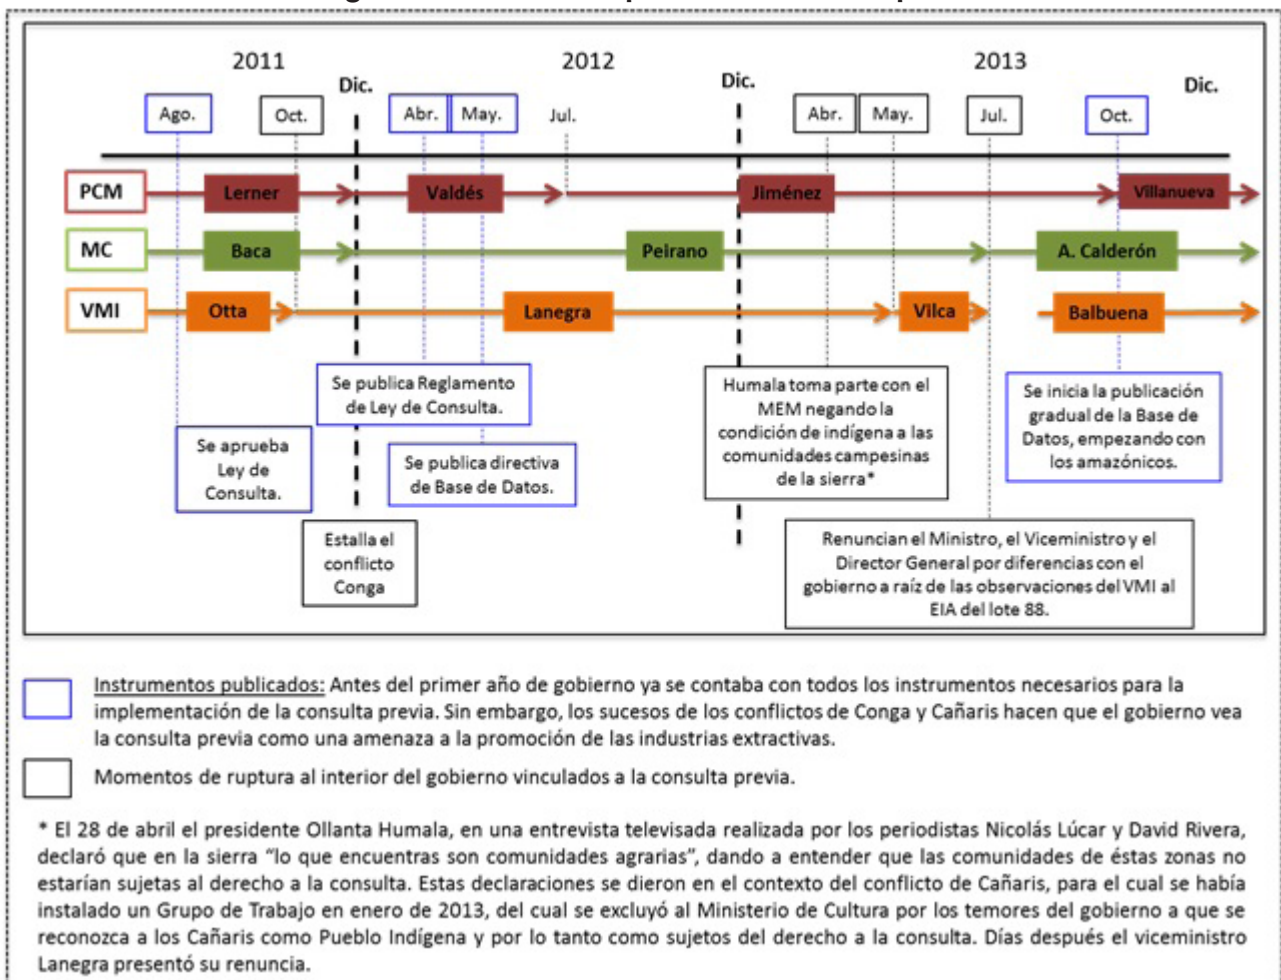 2011
2012
2013
Dic.
Dic.
Dic.
Ago.
Oct.
Abr.
May.
Jul.
Abr.
May.
Jul.
Oct.
PCM
Lerner
Valdés
Jiménez
Villanueva
MC
Baca
Peirano
A. Calderón
VMI
Otta
Lanegra
Vilca
Balbuena
Se aprueba
Ley de
Consulta.
Se publica Reglamento
de Ley de Consulta.
Se publica directiva
de Base de Datos.
Estalla el
conflicto
Conga
Humala toma parte con el
MEM negando la
condición de indígena a las
comunidades campesinas
de la sierra*
Se inicia la publicación
gradual de la Base de
Datos, empezando con
los amazónicos.
Renuncian el Ministro, el Viceministro y el
Director General por diferencias con el
gobierno a raíz de las observaciones del VMI al
EIA del lote 88.
Instrumentos publicados: Antes del primer año de gobierno ya se contaba con todos los instrumentos necesarios para la
implementación de la consulta previa. Sin embargo, los sucesos de los conflictos de Conga y Cañaris hacen que el gobierno vea
la consulta previa como una amenaza a la promoción de las industrias extractivas.
Momentos de ruptura al interior del gobierno vinculados a la consulta previa.
* El 28 de abril el presidente Ollanta Humala, en una entrevista televisada realizada por los periodistas Nicolás Lúcar y David Rivera,
declaró que en la sierra “lo que encuentras son comunidades agrarias”, dando a entender que las comunidades de éstas zonas no
estarían sujetas al derecho a la consulta. Estas declaraciones se dieron en el contexto del conflicto de Cañaris, para el cual se había
instalado un Grupo de Trabajo en enero de 2013, del cual se excluyó al Ministerio de Cultura por los temores del gobierno a que se
reconozca a los Cañaris como Pueblo Indígena y por lo tanto como sujetos del derecho a la consulta. Días después el viceministro
Lanegra presentó su renuncia.